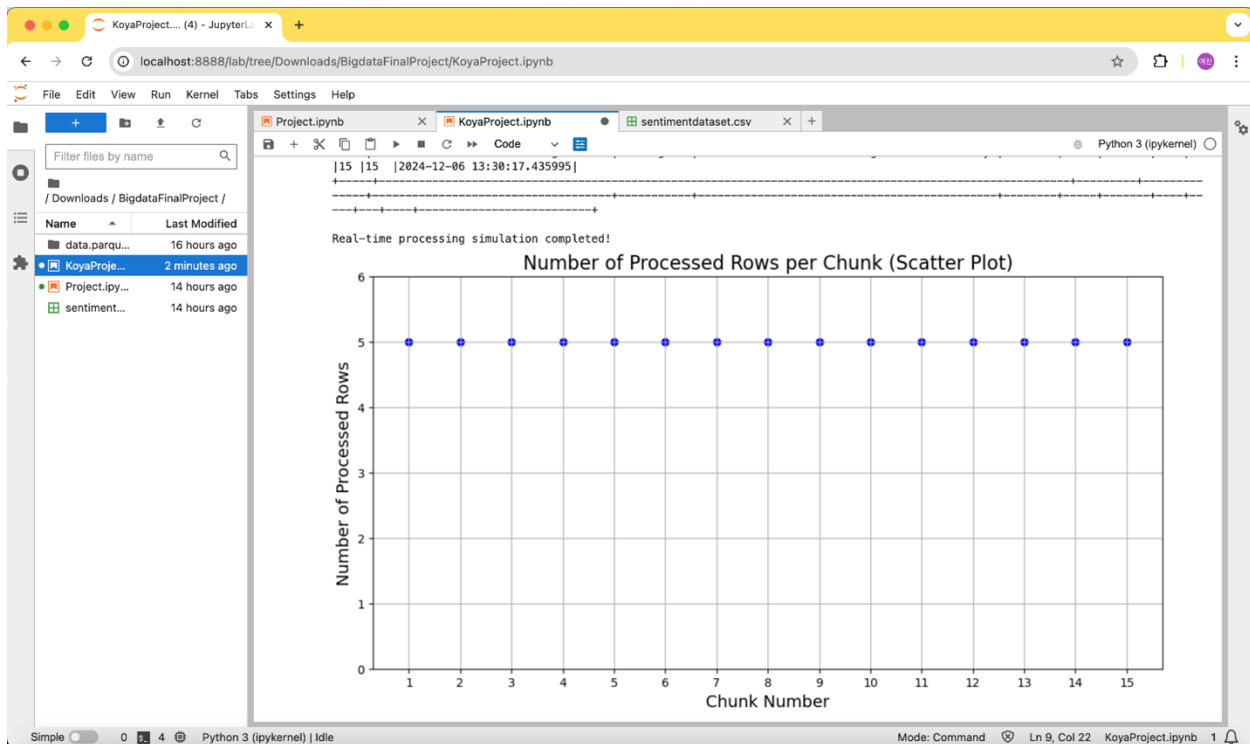 KoyaProject.... (4) - JupyterLa
localhost:8888/lab/tree/Downloads/BigdataFinalProject/KoyaProject.ipynb
예진
File Edit View Run Kernel Tabs Settings Help
Filter files by name
/ Downloads / BigdataFinalProject /
Name Last Modified
data.parqu... 16 hours ago
KoyaProje... 2 minutes ago
Project.ipy... 14 hours ago
sentiment... 14 hours ago
Project.ipynb KoyaProject.ipynb sentimentdataset.csv
Code Python 3 (ipykernel)
|15 |15 |2024-12-06 13:30:17.435995|
Real-time processing simulation completed!
Number of Processed Rows per Chunk (Scatter Plot)
Number of Processed Rows
6
5
4
3
2
1
0
1 2 3 4 5 6 7 8 9 10 11 12 13 14 15
Chunk Number
Simple 0 4 Python 3 (ipykernel) | Idle Mode: Command Ln 9, Col 22 KoyaProject.ipynb 1